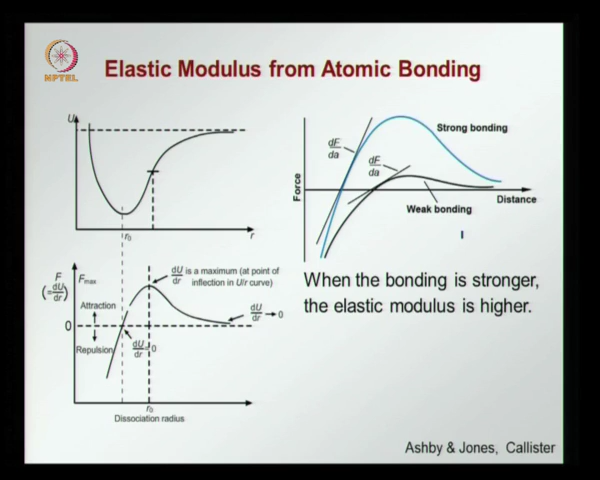 NPTEL
Elastic Modulus from Atomic Bonding
U
r₀
r
F
(=dU/dr)
Fmax
dU/dr is a maximum (at point of
inflection in U/r curve)
Attraction
0
Repulsion
dU/dr=0
dU/dr→0
r₀
Dissociation radius
Strong bonding
dF/da
dF/da
Force
Distance
Weak bonding
When the bonding is stronger,
the elastic modulus is higher.
Ashby & Jones, Callister